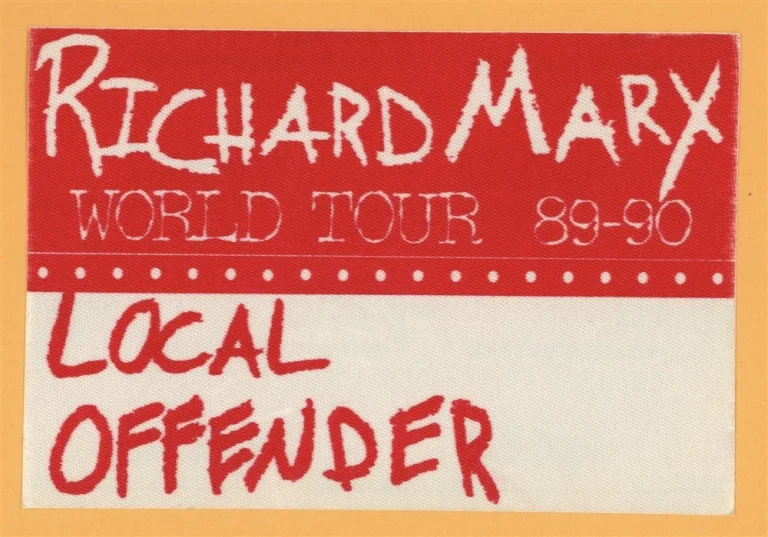 RICHARD MARX
WORLD TOUR 89-90
LOCAL
OFFENDER